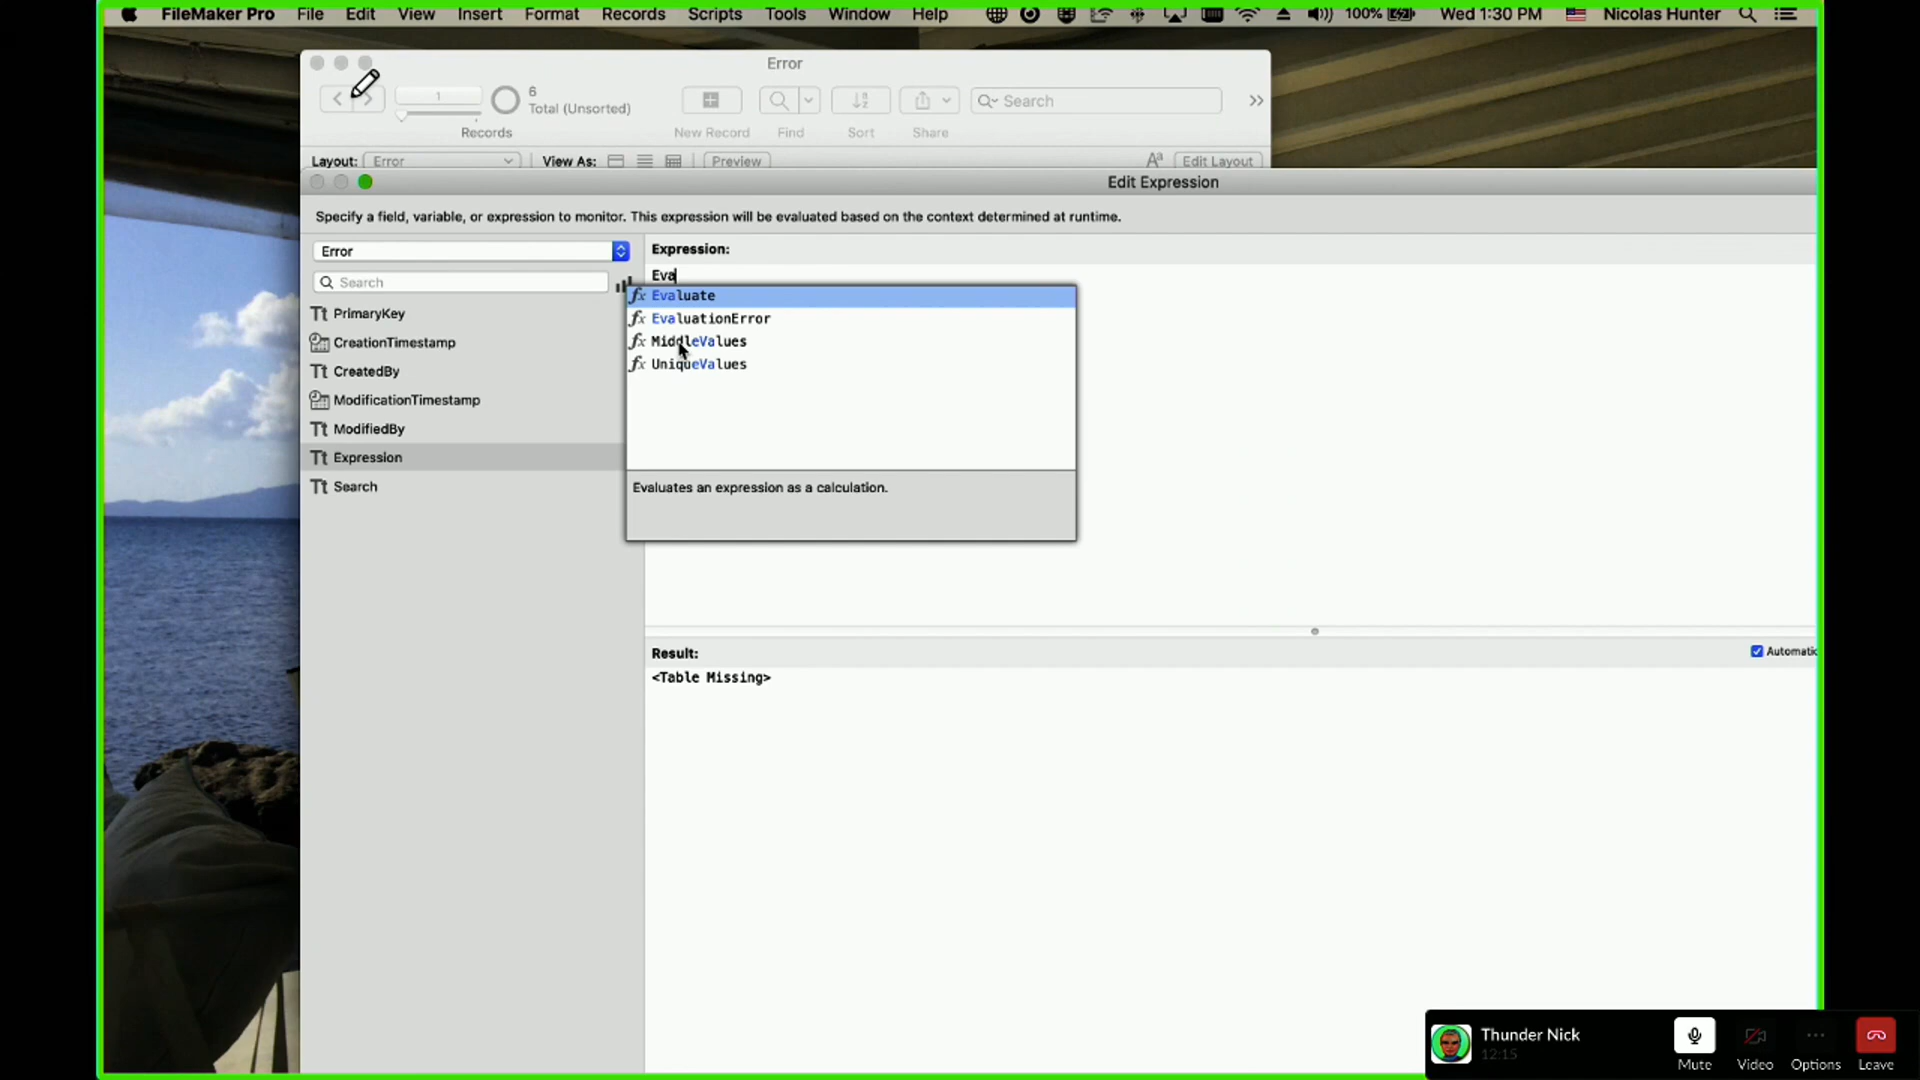 FileMaker Pro File Edit View Insert Format Records Scripts Tools Window Help 100% Wed 1:30 PM Nicolas Hunter
Error
1
6
Total (Unsorted)
Search
Records
New Record
Find
Sort
Share
Layout: Error View As: Preview Edit Layout
Edit Expression
Specify a field, variable, or expression to monitor. This expression will be evaluated based on the context determined at runtime.
Error
Search
PrimaryKey
CreationTimestamp
CreatedBy
ModificationTimestamp
ModifiedBy
Expression
Search
Expression:
Eva
Evaluate
EvaluationError
MiddleValues
UniqueValues
Evaluates an expression as a calculation.
Result:
Automatic
<Table Missing>
Thunder Nick
12:15
Mute
Video
Options
Leave